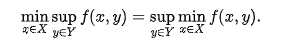 min sup f(x, y) = sup min f(x, y).
x∈X y∈Y y∈Y x∈X